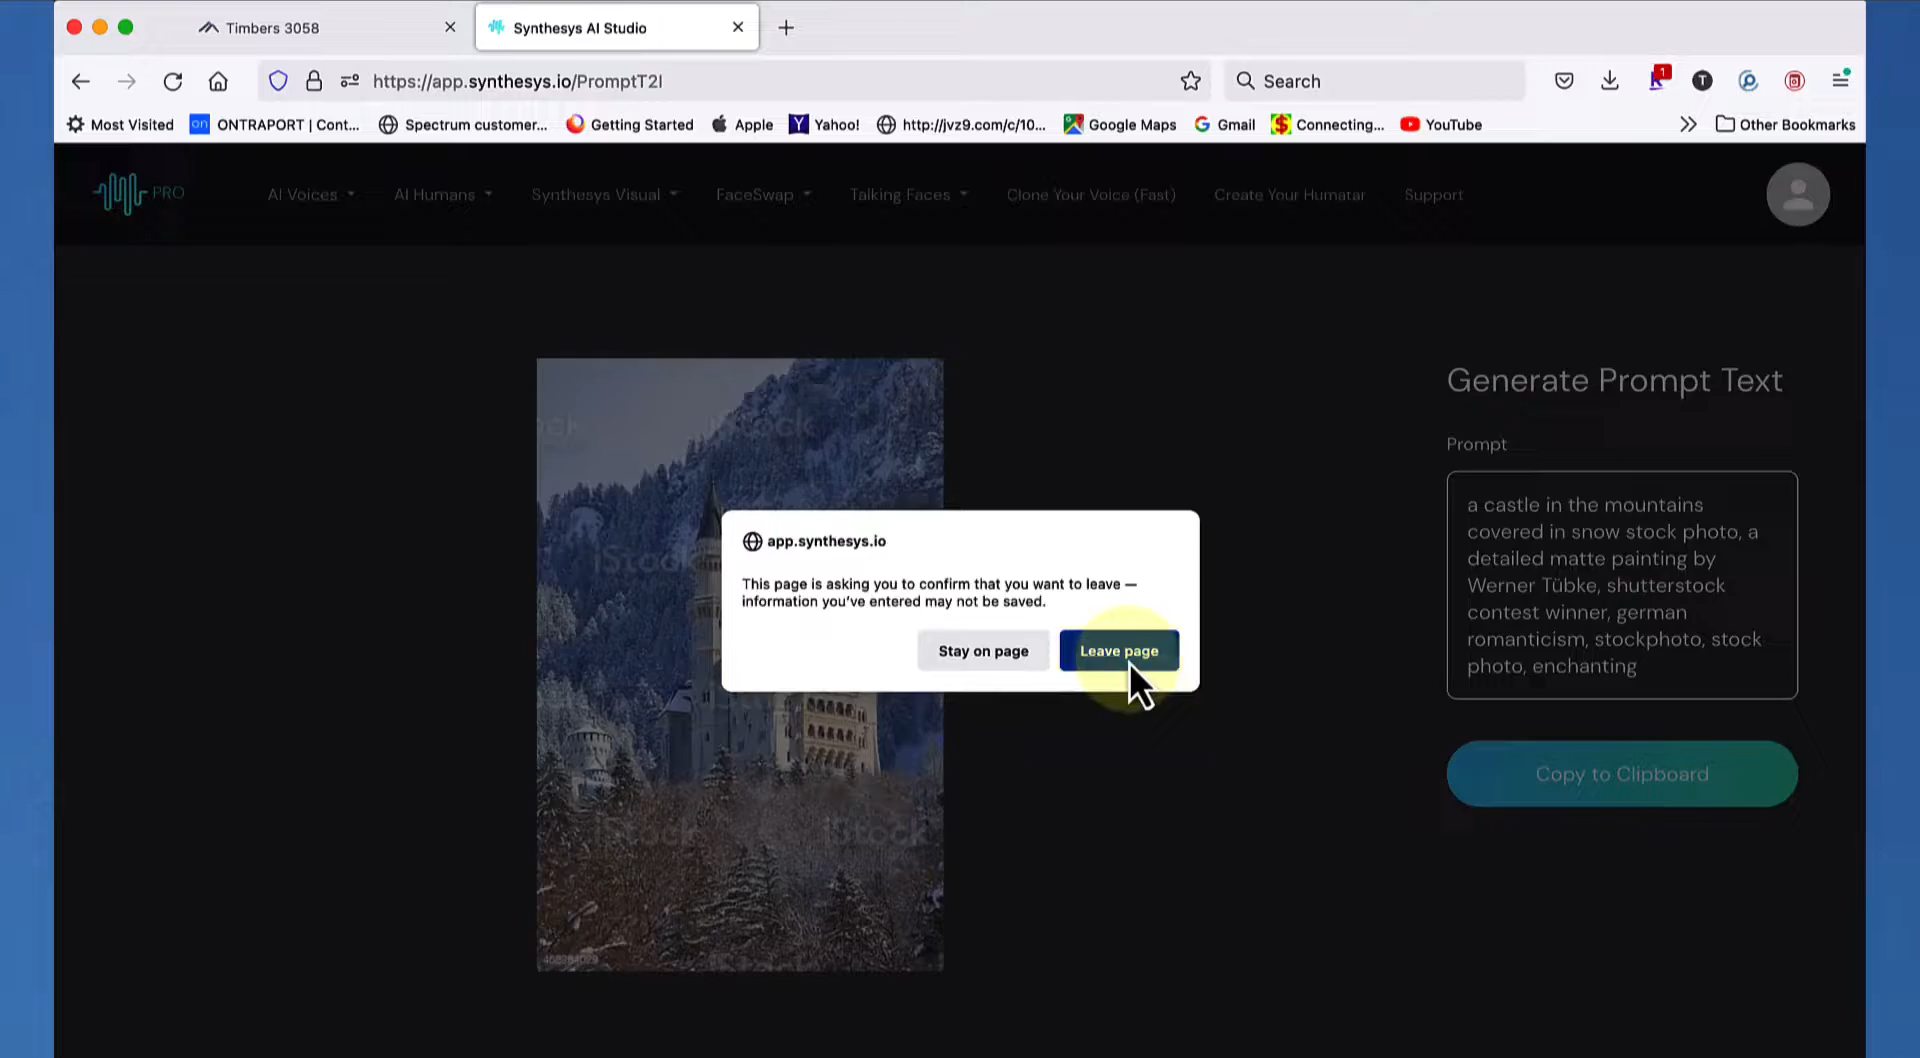 Timbers 3058
Synthesys AI Studio
https://app.synthesys.io/PromptT2I
Search
1
T
Most Visited
on ONTRAPORT | Cont...
Spectrum customer...
Getting Started
Apple
Yahoo!
http://jvz9.com/c/10...
Google Maps
Gmail
Connecting...
YouTube
Other Bookmarks
PRO
AI Voices
AI Humans
Synthesys Visual
FaceSwap
Talking Faces
Clone Your Voice (Fast)
Create Your Humatar
Support
Generate Prompt Text
Prompt
a castle in the mountains
covered in snow stock photo, a
detailed matte painting by
Werner Tübke, shutterstock
contest winner, german
romanticism, stockphoto, stock
photo, enchanting
Copy to Clipboard
app.synthesys.io
This page is asking you to confirm that you want to leave —
information you've entered may not be saved.
Stay on page
Leave page
iStock
iStock
iStock